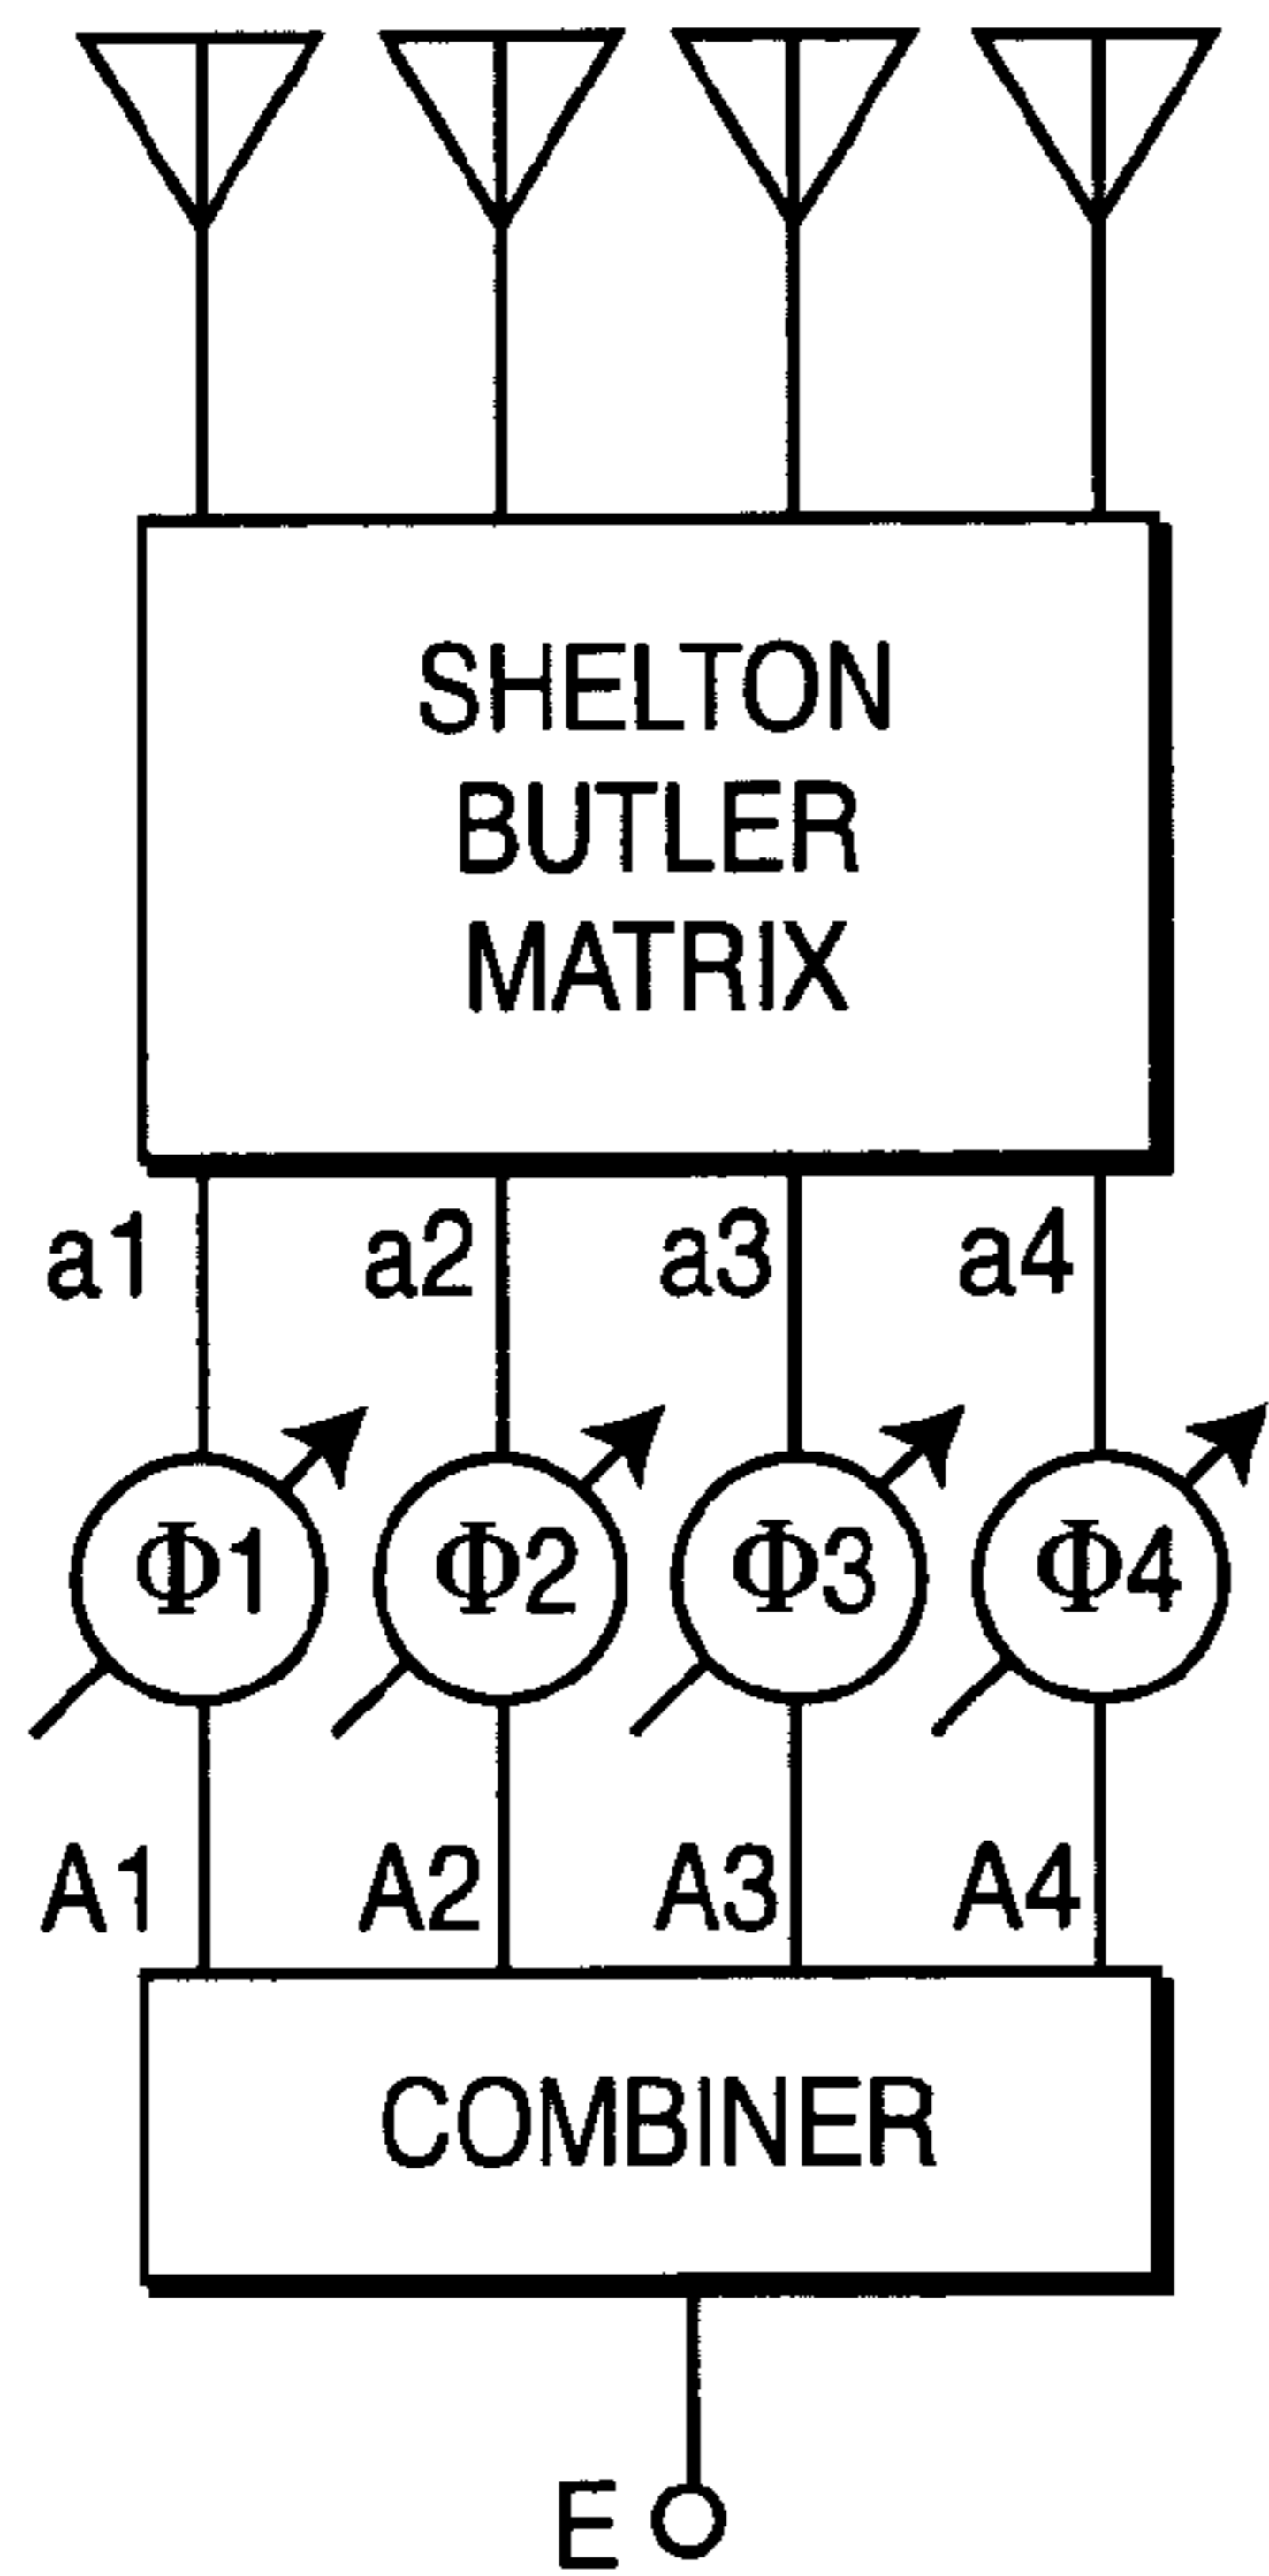 SHELTON
BUTLER
MATRIX
a1 a2 a3 a4
Φ1 Φ2 Φ3 Φ4
A1 A2 A3 A4
COMBINER
E